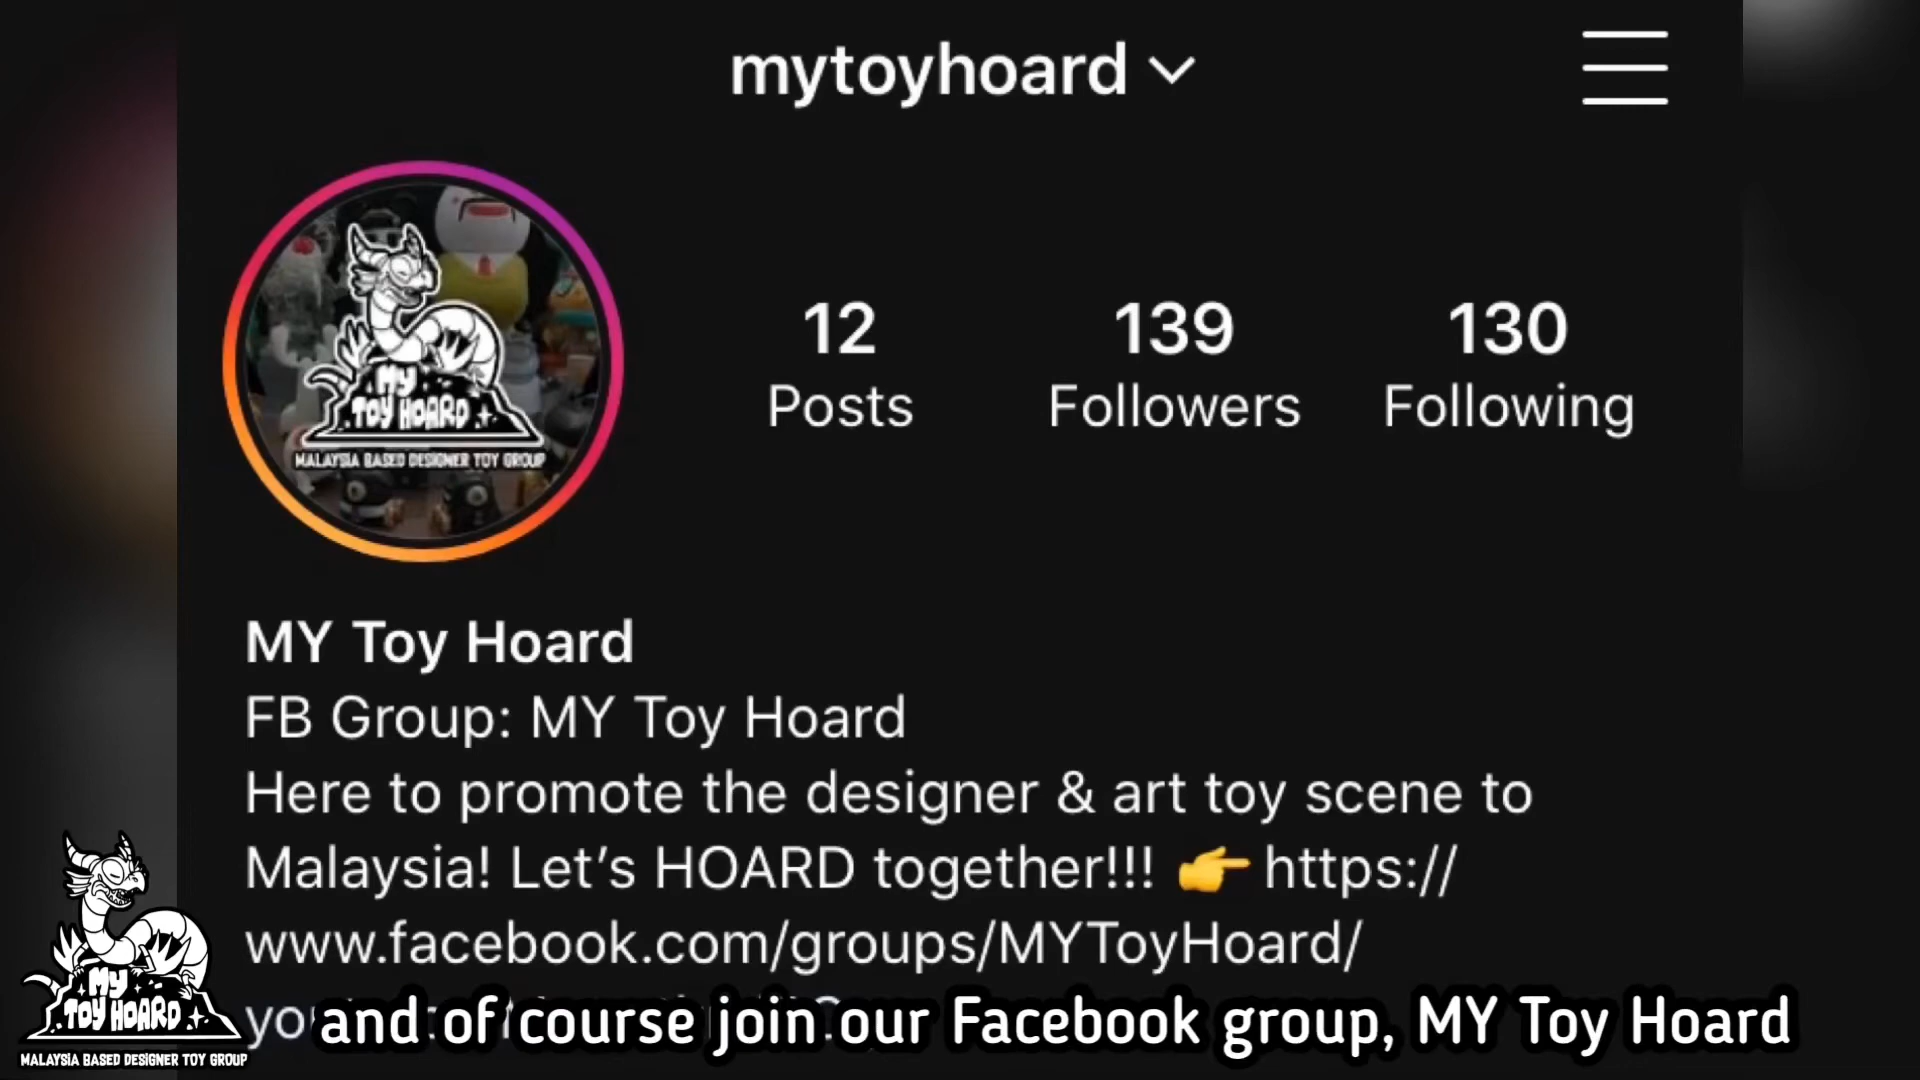 mytoyhoard
MY
TOY HOARD
MALAYSIA BASED DESIGNER TOY GROUP
12
Posts
139
Followers
130
Following
MY Toy Hoard
FB Group: MY Toy Hoard
Here to promote the designer & art toy scene to
Malaysia! Let's HOARD together!!! 👉 https://
www.facebook.com/groups/MYToyHoard/
and of course join our Facebook group, MY Toy Hoard
MY
TOY HOARD
MALAYSIA BASED DESIGNER TOY GROUP